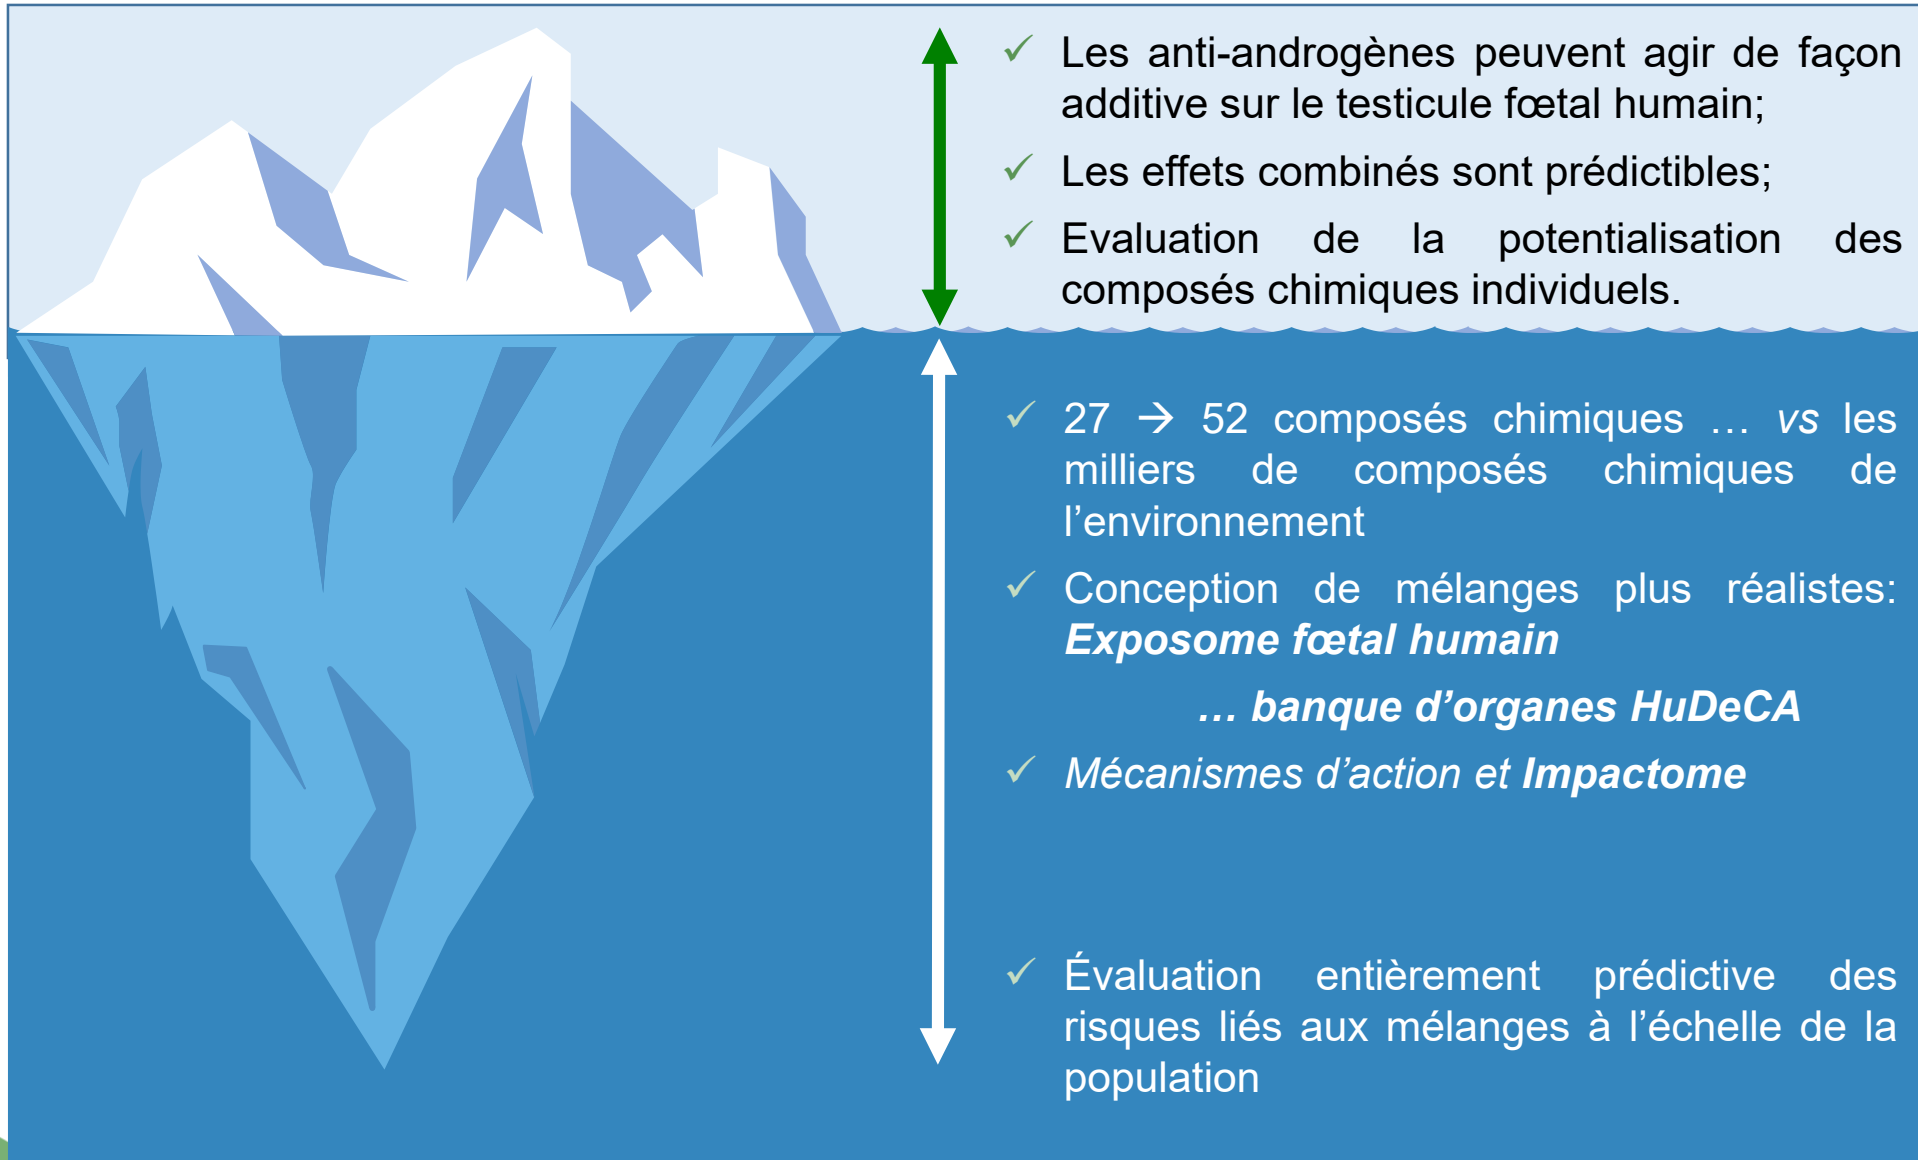 ✓ Les anti-androgènes peuvent agir de façon
additive sur le testicule fœtal humain;
✓ Les effets combinés sont prédictibles;
✓ Evaluation de la potentialisation des
composés chimiques individuels.
✓ 27 → 52 composés chimiques … vs les
milliers de composés chimiques de
l’environnement
✓ Conception de mélanges plus réalistes:
Exposome fœtal humain
… banque d’organes HuDeCA
✓ Mécanismes d’action et Impactome
✓ Évaluation entièrement prédictive des
risques liés aux mélanges à l’échelle de la
population